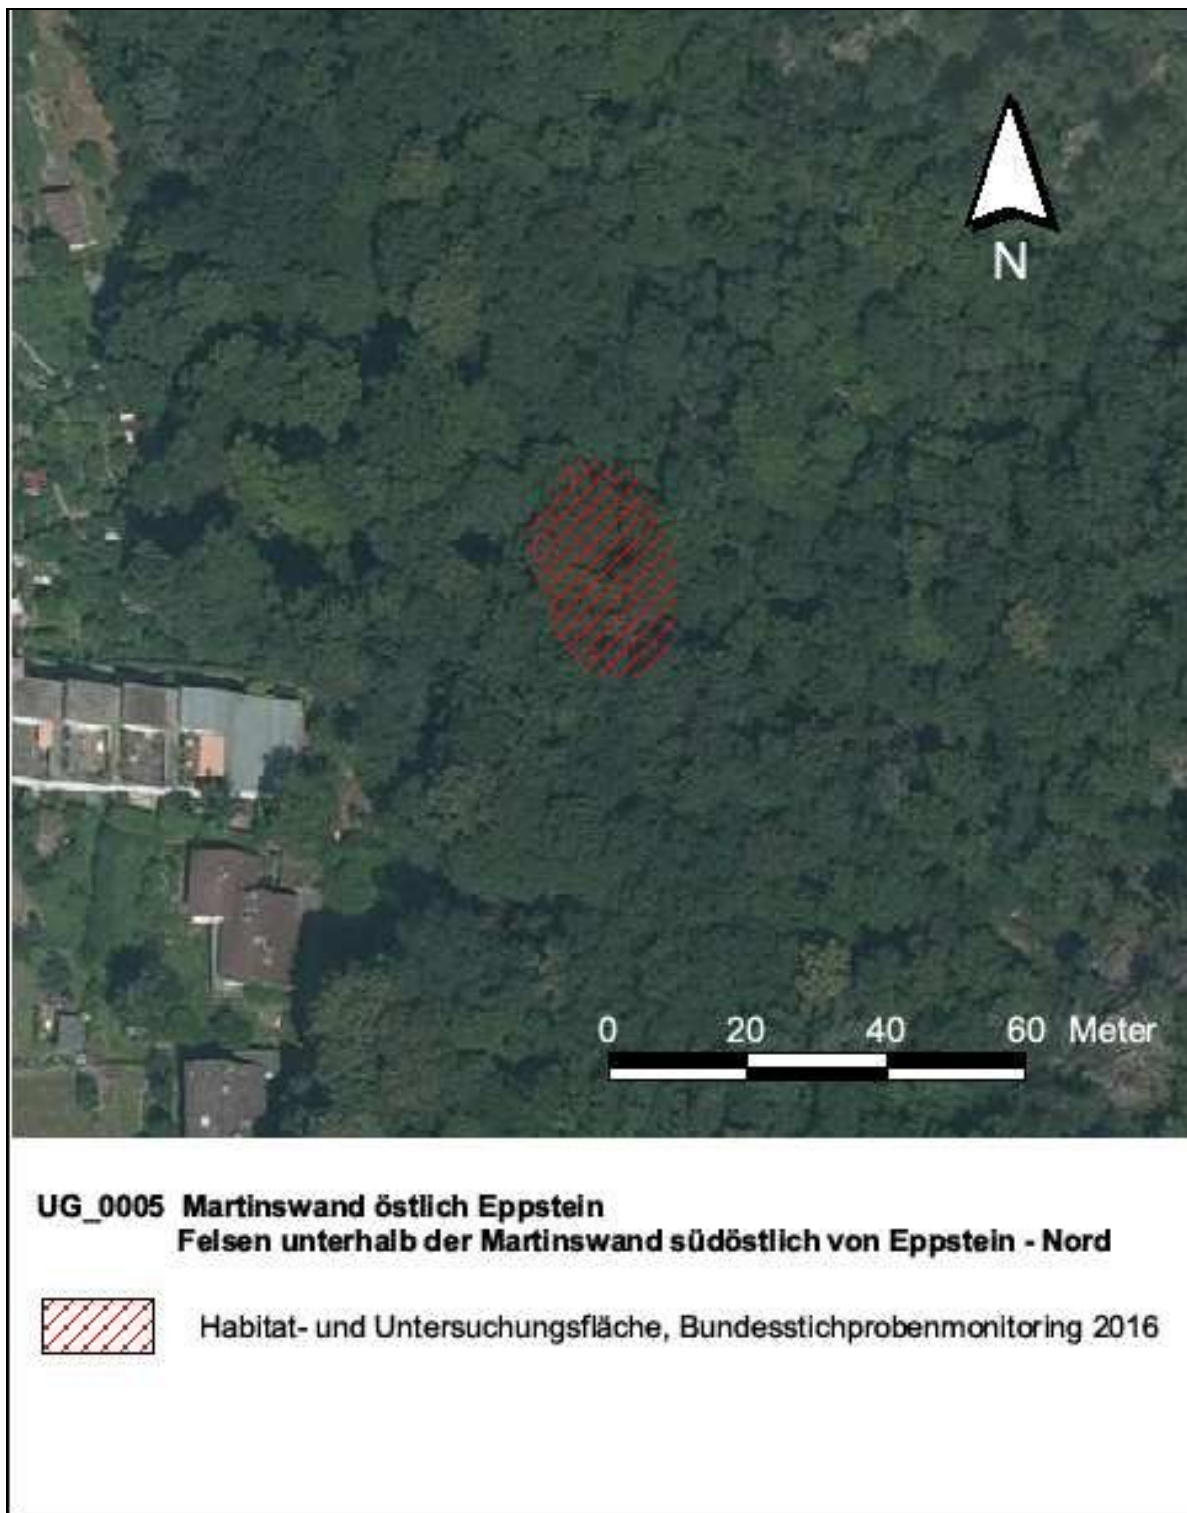 N
0 20 40 60 Meter
UG_0005 Martinswand östlich Eppstein
Felsen unterhalb der Martinswand südöstlich von Eppstein - Nord
Habitat- und Untersuchungsfläche, Bundesstichprobenmonitoring 2016